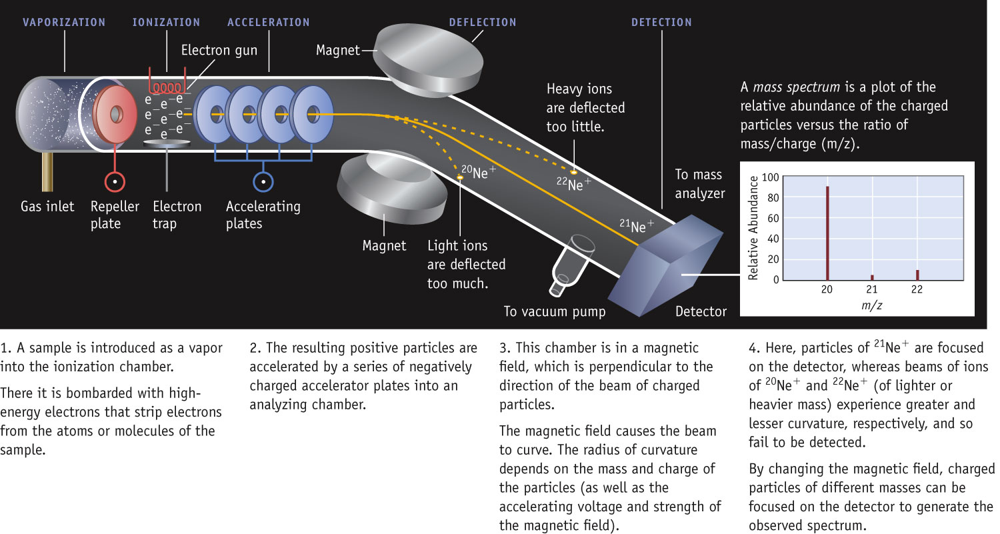 VAPORIZATION
IONIZATION
ACCELERATION
DEFLECTION
DETECTION
Electron gun
Magnet
e⁻
e⁻
e⁻
e⁻
e⁻
e⁻
e⁻
e⁻
e⁻
e⁻
Heavy ions
are deflected
too little.
²⁰Ne⁺
²²Ne⁺
²¹Ne⁺
Gas inlet
Repeller
plate
Electron
trap
Accelerating
plates
Magnet
Light ions
are deflected
too much.
To vacuum pump
To mass
analyzer
Detector
A mass spectrum is a plot of the
relative abundance of the charged
particles versus the ratio of
mass/charge (m/z).
Relative Abundance
100
80
60
40
20
0
20
21
22
m/z
1. A sample is introduced as a vapor
into the ionization chamber.
There it is bombarded with high-
energy electrons that strip electrons
from the atoms or molecules of the
sample.
2. The resulting positive particles are
accelerated by a series of negatively
charged accelerator plates into an
analyzing chamber.
3. This chamber is in a magnetic
field, which is perpendicular to the
direction of the beam of charged
particles.
The magnetic field causes the beam
to curve. The radius of curvature
depends on the mass and charge of
the particles (as well as the
accelerating voltage and strength of
the magnetic field).
4. Here, particles of ²¹Ne⁺ are focused
on the detector, whereas beams of ions
of ²⁰Ne⁺ and ²²Ne⁺ (of lighter or
heavier mass) experience greater and
lesser curvature, respectively, and so
fail to be detected.
By changing the magnetic field, charged
particles of different masses can be
focused on the detector to generate the
observed spectrum.